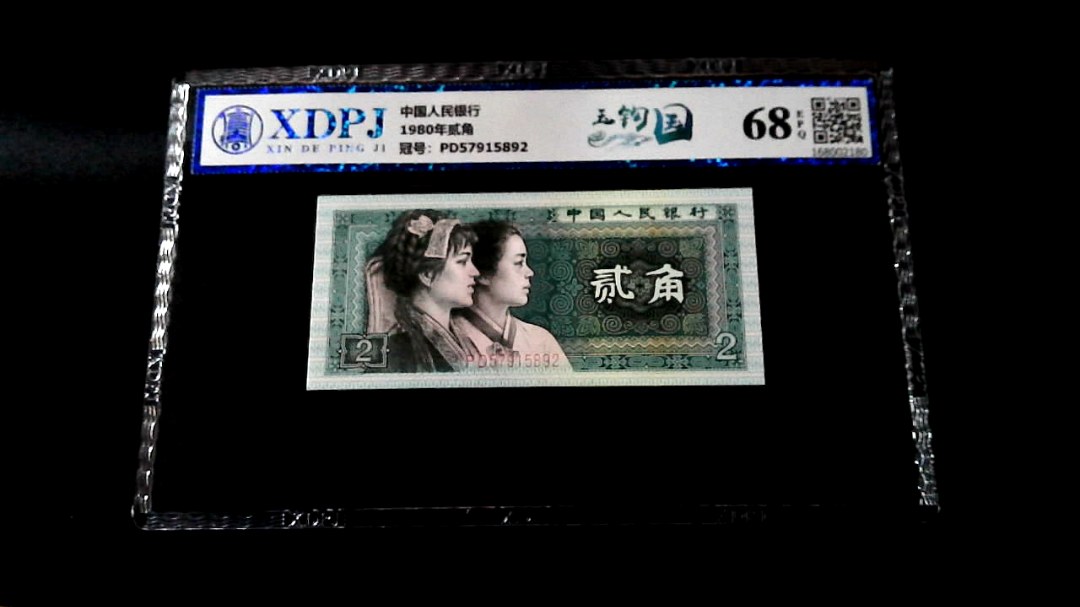 XDPJ
XIN DE PING JI
中国人民银行
1980年贰角
冠号：PD57915892
玉钩国
68
EPQ
168002180
中国人民银行
贰角
2
2
PD57915892
XDPJ